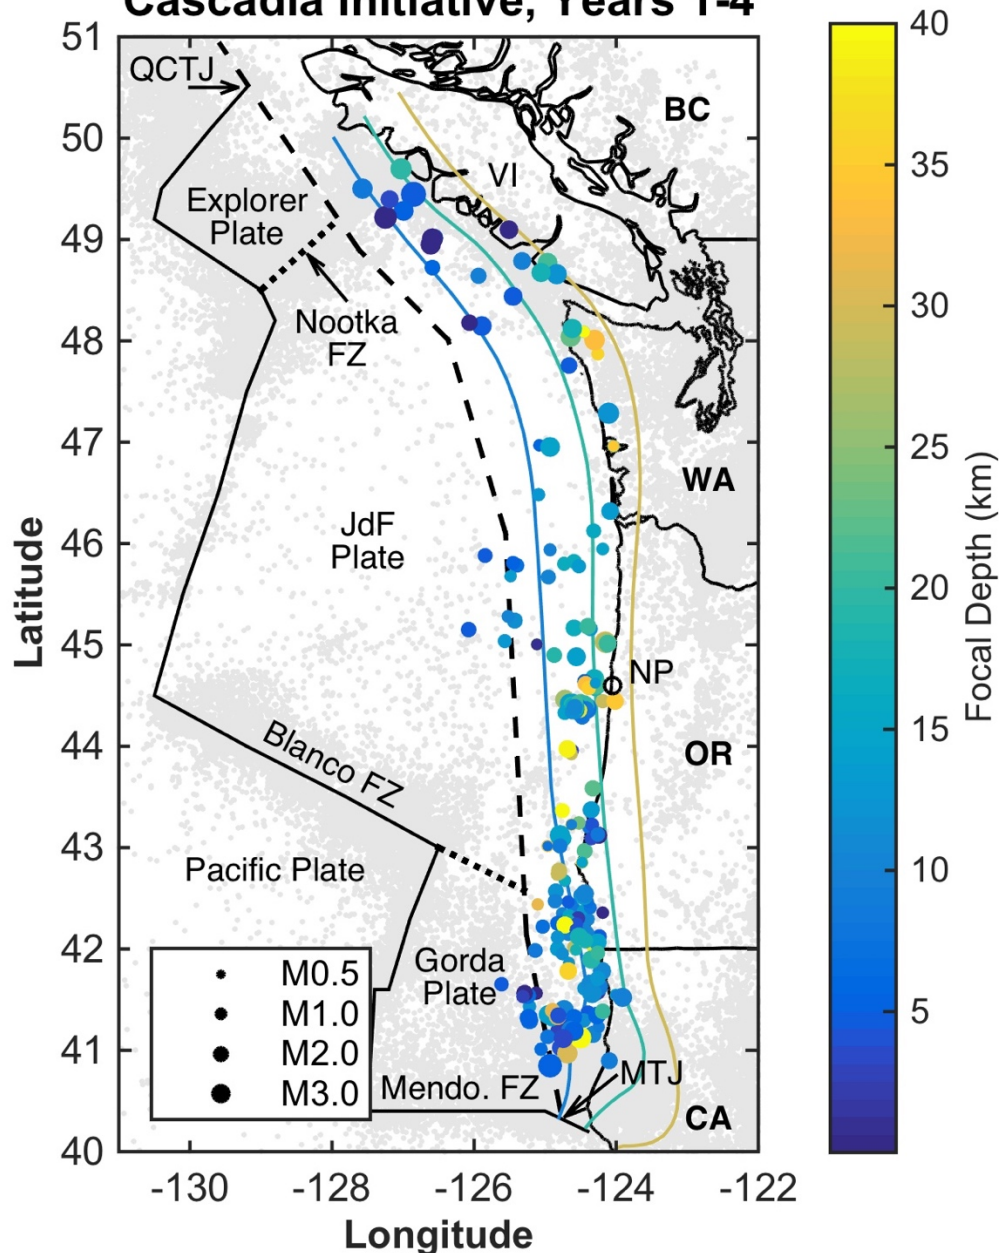 Cascadia Initiative, Years 1-4
51
50
49
48
47
46
45
44
43
42
41
40
Latitude
-130
-128
-126
-124
-122
Longitude
QCTJ
BC
VI
Explorer
Plate
Nootka
FZ
WA
JdF
Plate
NP
OR
Blanco FZ
Pacific Plate
Gorda
Plate
Mendo. FZ
MTJ
CA
M0.5
M1.0
M2.0
M3.0
40
35
30
25
20
15
10
5
Focal Depth (km)